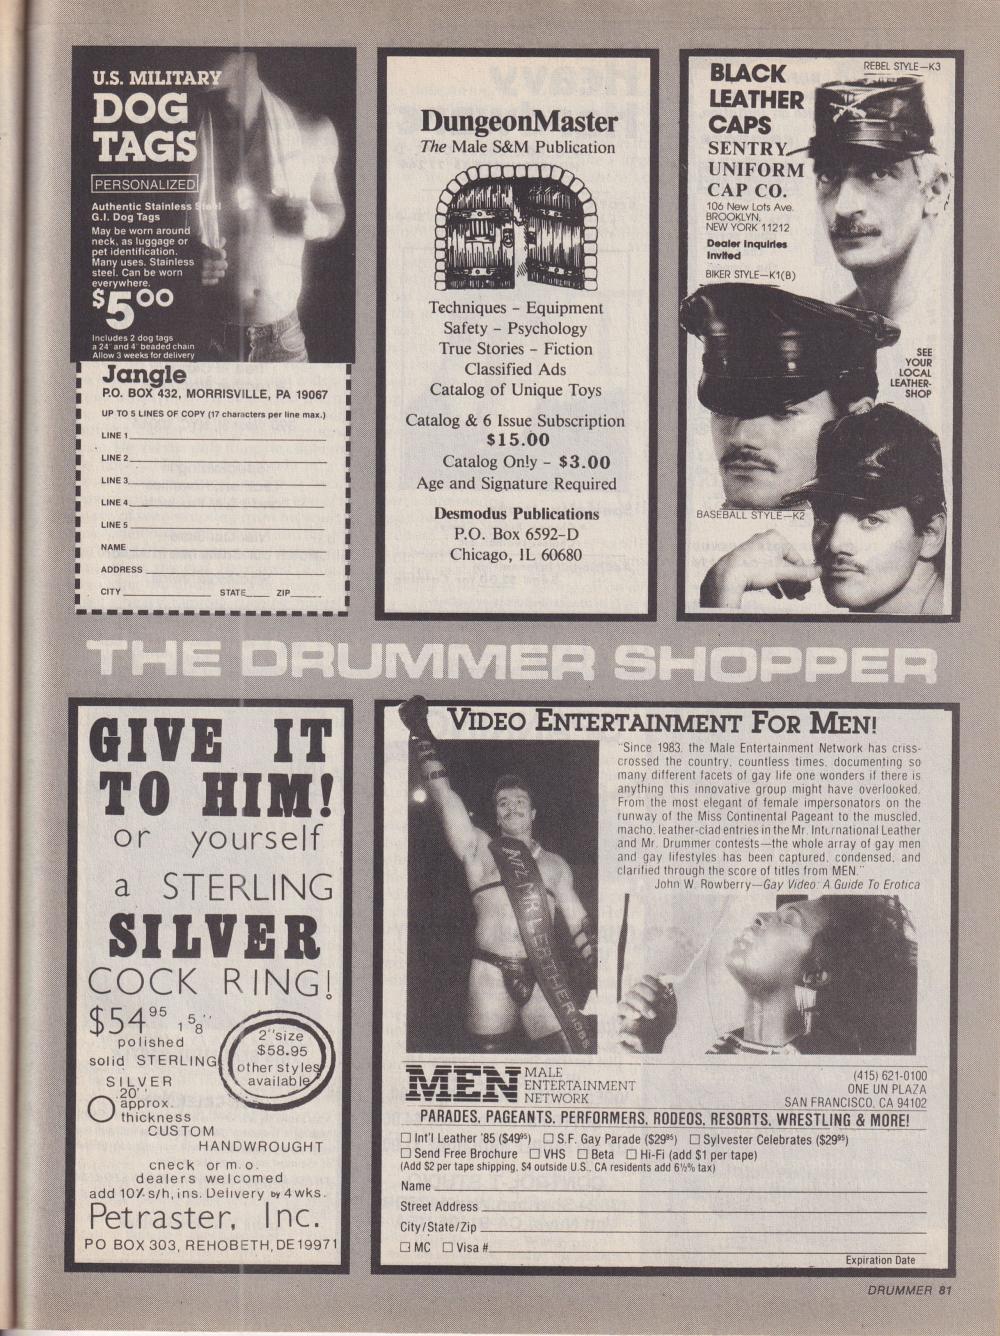 U.S. MILITARY
DOG
TAGS
PERSONALIZED
Authentic Stainless Steel
G.I. Dog Tags
May be worn around
neck, as luggage or
pet identification.
Many uses. Stainless
steel. Can be worn
everywhere.
$5⁰⁰
Includes 2 dog tags
a 24" and 4" beaded chain
Allow 3 weeks for delivery
Jangle
P.O. BOX 432, MORRISVILLE, PA 19067
UP TO 5 LINES OF COPY (17 characters per line max.)
LINE 1
LINE 2
LINE 3
LINE 4
LINE 5
NAME
ADDRESS
CITY STATE ZIP
DungeonMaster
The Male S&M Publication
Techniques – Equipment
Safety – Psychology
True Stories – Fiction
Classified Ads
Catalog of Unique Toys
Catalog & 6 Issue Subscription
$15.00
Catalog Only – $3.00
Age and Signature Required
Desmodus Publications
P.O. Box 6592-D
Chicago, IL 60680
REBEL STYLE—K3
BLACK
LEATHER
CAPS
SENTRY
UNIFORM
CAP CO.
106 New Lots Ave.
BROOKLYN,
NEW YORK 11212
Dealer Inquiries
Invited
BIKER STYLE—K1(B)
SEE
YOUR
LOCAL
LEATHER-
SHOP
BASEBALL STYLE—K2
THE DRUMMER SHOPPER
GIVE IT
TO HIM!
or yourself
a STERLING
SILVER
COCK RING!
$54⁹⁵ 1 5/8"
polished
solid STERLING
SILVER
.20"
approx.
thickness
2" size
$58.95
other styles
available
CUSTOM
HANDWROUGHT
check or m.o.
dealers welcomed
add 10% s/h, ins. Delivery by 4 wks.
Petraster, Inc.
PO BOX 303, REHOBETH, DE 19971
VIDEO ENTERTAINMENT FOR MEN!
"Since 1983, the Male Entertainment Network has criss-
crossed the country, countless times, documenting so
many different facets of gay life one wonders if there is
anything this innovative group might have overlooked.
From the most elegant of female impersonators on the
runway of the Miss Continental Pageant to the muscled,
macho, leather-clad entries in the Mr. International Leather
and Mr. Drummer contests—the whole array of gay men
and gay lifestyles has been captured, condensed, and
clarified through the score of titles from MEN."
John W. Rowberry—Gay Video: A Guide To Erotica
MR LEATHER
MEN
MALE
ENTERTAINMENT
NETWORK
(415) 621-0100
ONE UN PLAZA
SAN FRANCISCO, CA 94102
PARADES, PAGEANTS, PERFORMERS, RODEOS, RESORTS, WRESTLING & MORE!
☐ Int'l Leather '85 ($49⁹⁵) ☐ S.F. Gay Parade ($29⁹⁵) ☐ Sylvester Celebrates ($29⁹⁵)
☐ Send Free Brochure ☐ VHS ☐ Beta ☐ Hi-Fi (add $1 per tape)
(Add $2 per tape shipping, $4 outside U.S., CA residents add 6½% tax)
Name
Street Address
City/State/Zip
☐ MC ☐ Visa #
Expiration Date
DRUMMER 81